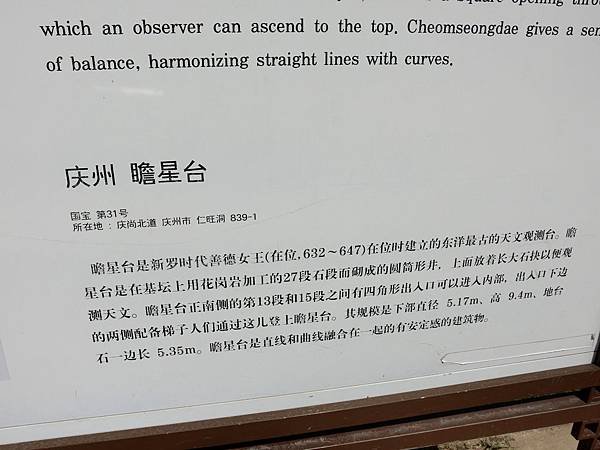 which an observer can ascend to the top. Cheomseongdae gives a sen
of balance, harmonizing straight lines with curves.
庆州 瞻星台
国宝 第31号
所在地 : 庆尚北道 庆州市 仁旺洞 839-1
瞻星台是新罗时代善德女王(在位,632～647)在位时建立的东洋最古的天文观测台。瞻
星台是在基坛上用花岗岩加工的27段石段而砌成的圆筒形井，上面放着长大石抉以便观
测天文。瞻星台正南侧的第13段和15段之间有四角形出入口可以进入内部，出入口下边
的两侧配备梯子人们通过这儿登上瞻星台。其规模是下部直径 5.17m、高 9.4m、地台
石一边长 5.35m。瞻星台是直线和曲线融合在一起的有安定感的建筑物。